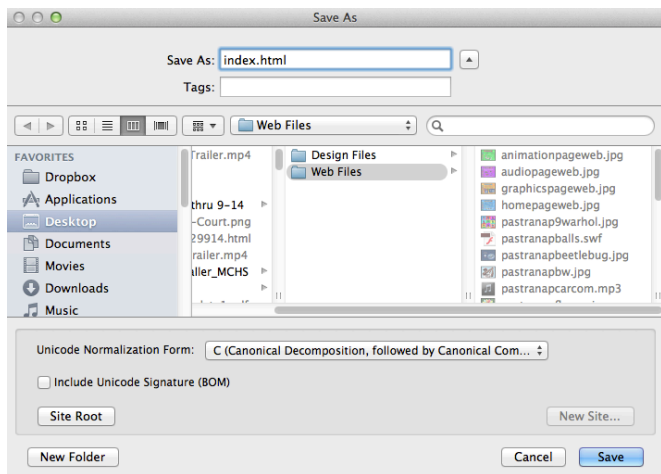 Save As
Save As: index.html
Tags:
Web Files
FAVORITES
Dropbox
Applications
Desktop
Documents
Movies
Downloads
Music
Trailer.mp4
thru 9-14
-Court.png
29914.html
railer.mp4
aller_MCHS
Design Files
Web Files
animationpageweb.jpg
audiopageweb.jpg
graphicspageweb.jpg
homepageweb.jpg
pastranap9warhol.jpg
pastranapballs.swf
pastranapbeetlebug.jpg
pastranapbw.jpg
pastranapcarcom.mp3
Unicode Normalization Form: C (Canonical Decomposition, followed by Canonical Com...
Include Unicode Signature (BOM)
Site Root
New Site...
New Folder
Cancel
Save